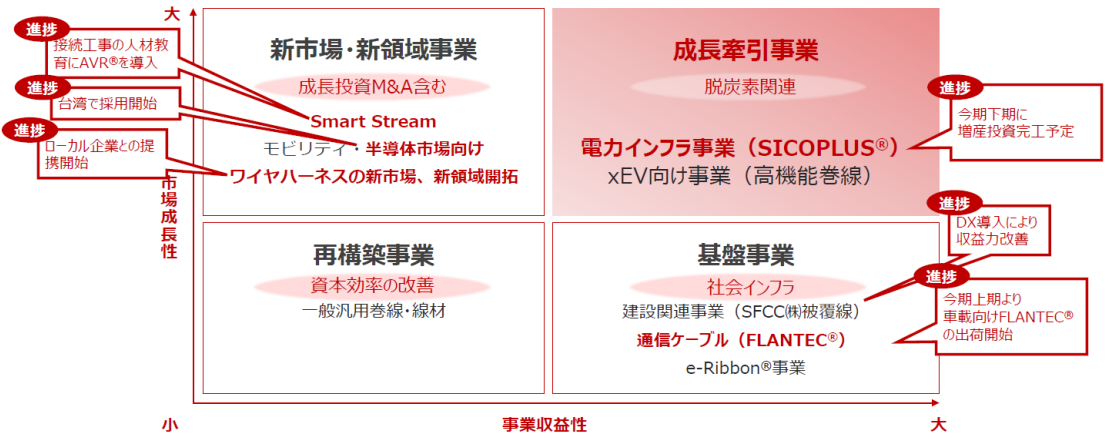 大
進捗
接続工事の人材教
育にAVR®を導入
進捗
台湾で採用開始
進捗
ローカル企業との提
携開始
市場成長性
新市場・新領域事業
成長投資M&A含む
Smart Stream
モビリティ・半導体市場向け
ワイヤハーネスの新市場、新領域開拓
成長牽引事業
脱炭素関連
電力インフラ事業（SICOPLUS®）
xEV向け事業（高機能巻線）
進捗
今期下期に
増産投資完工予定
再構築事業
資本効率の改善
一般汎用巻線・線材
基盤事業
社会インフラ
建設関連事業（SFCC㈱被覆線）
通信ケーブル（FLANTEC®）
e-Ribbon®事業
進捗
DX導入により
収益力改善
進捗
今期上期より
車載向けFLANTEC®
の出荷開始
小
事業収益性
大